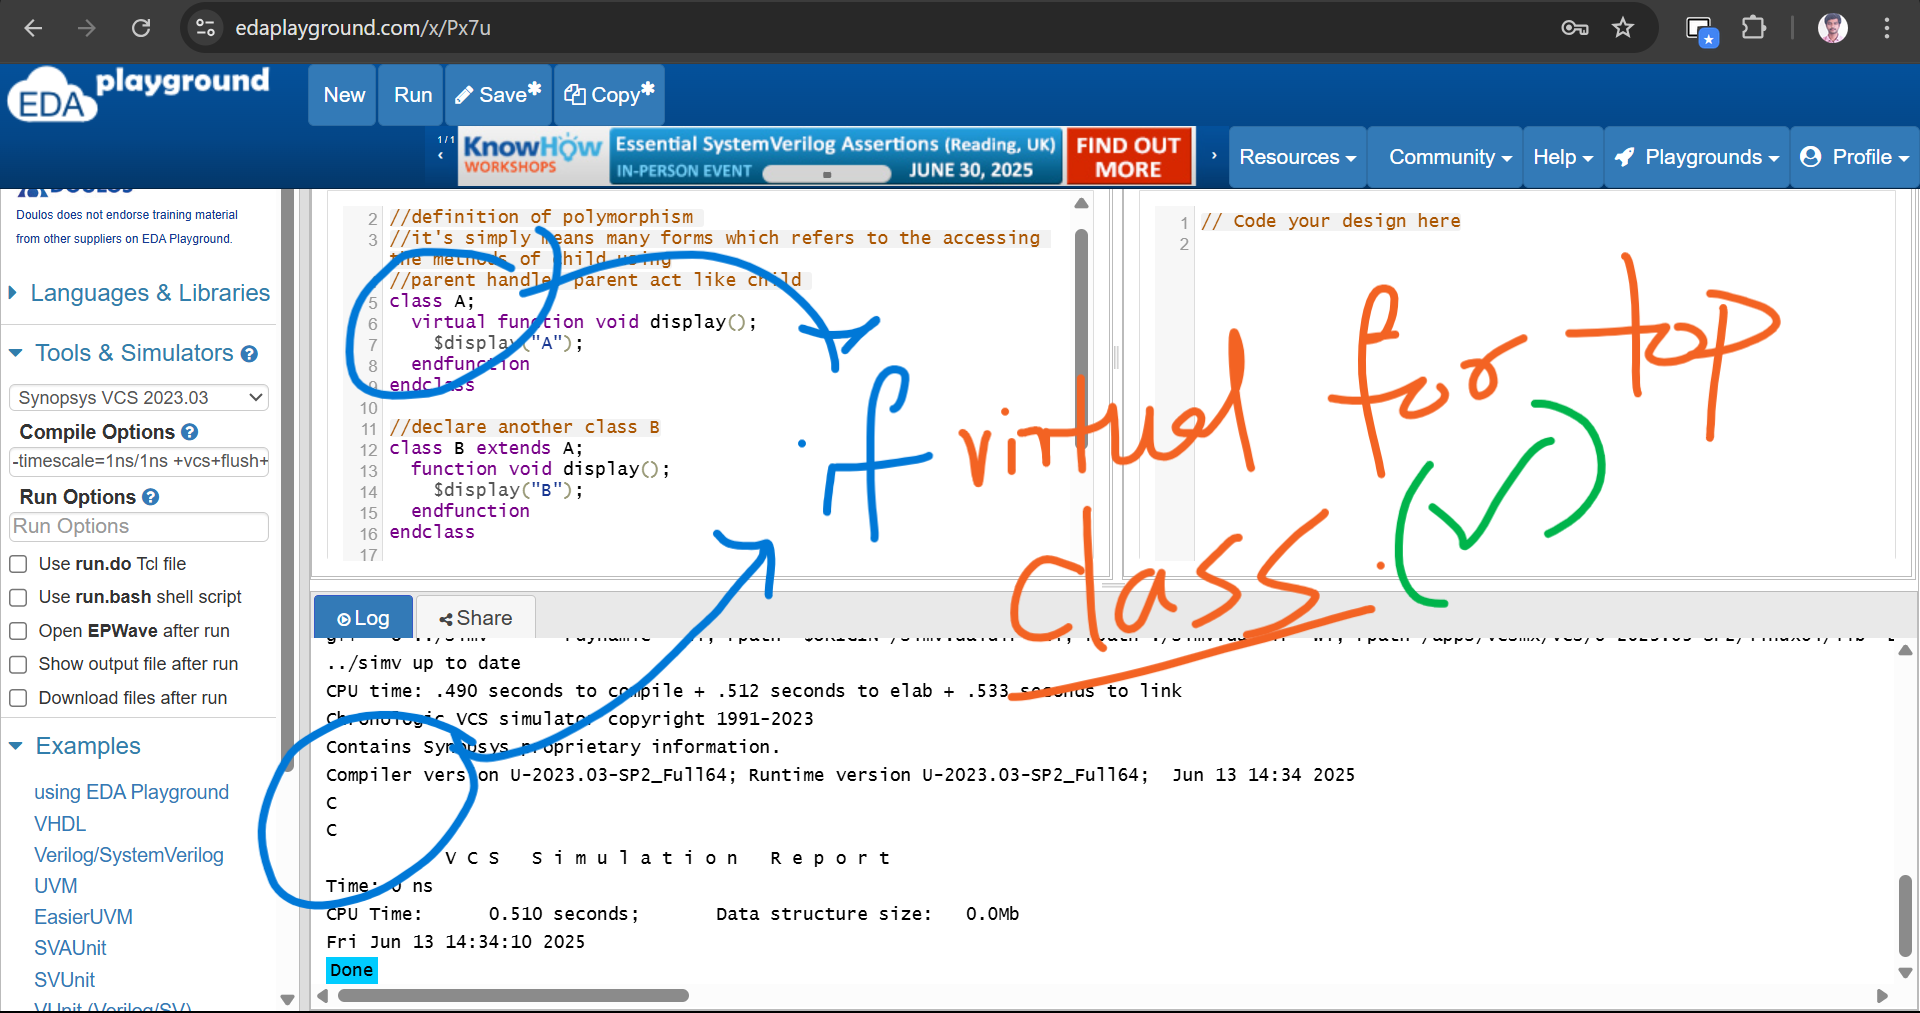 edaplayground.com/x/Px7u
EDA playground
New
Run
Save*
Copy*
1/1
KnowHow
WORKSHOPS
Essential SystemVerilog Assertions (Reading, UK)
IN-PERSON EVENT
JUNE 30, 2025
FIND OUT
MORE
Resources
Community
Help
Playgrounds
Profile
DOULOS
Doulos does not endorse training material
from other suppliers on EDA Playground.
Languages & Libraries
Tools & Simulators
Synopsys VCS 2023.03
Compile Options
-timescale=1ns/1ns +vcs+flush+
Run Options
Run Options
Use run.do Tcl file
Use run.bash shell script
Open EPWave after run
Show output file after run
Download files after run
Examples
using EDA Playground
VHDL
Verilog/SystemVerilog
UVM
EasierUVM
SVAUnit
SVUnit
VUnit (Verilog/SV)
2 //definition of polymorphism
3 //it's simply means many forms which refers to the accessing
the methods of child using
//parent handle parent act like child
5 class A;
6 virtual function void display();
7 $display("A");
8 endfunction
9 endclass
10
11 //declare another class B
12 class B extends A;
13 function void display();
14 $display("B");
15 endfunction
16 endclass
17
1 // Code your design here
2
if virtual for top
class.
Log
Share
../simv up to date
CPU time: .490 seconds to compile + .512 seconds to elab + .533 seconds to link
Chronologic VCS simulator copyright 1991-2023
Contains Synopsys proprietary information.
Compiler version U-2023.03-SP2_Full64; Runtime version U-2023.03-SP2_Full64; Jun 13 14:34 2025
C
C
V C S S i m u l a t i o n R e p o r t
Time: 0 ns
CPU Time: 0.510 seconds; Data structure size: 0.0Mb
Fri Jun 13 14:34:10 2025
Done